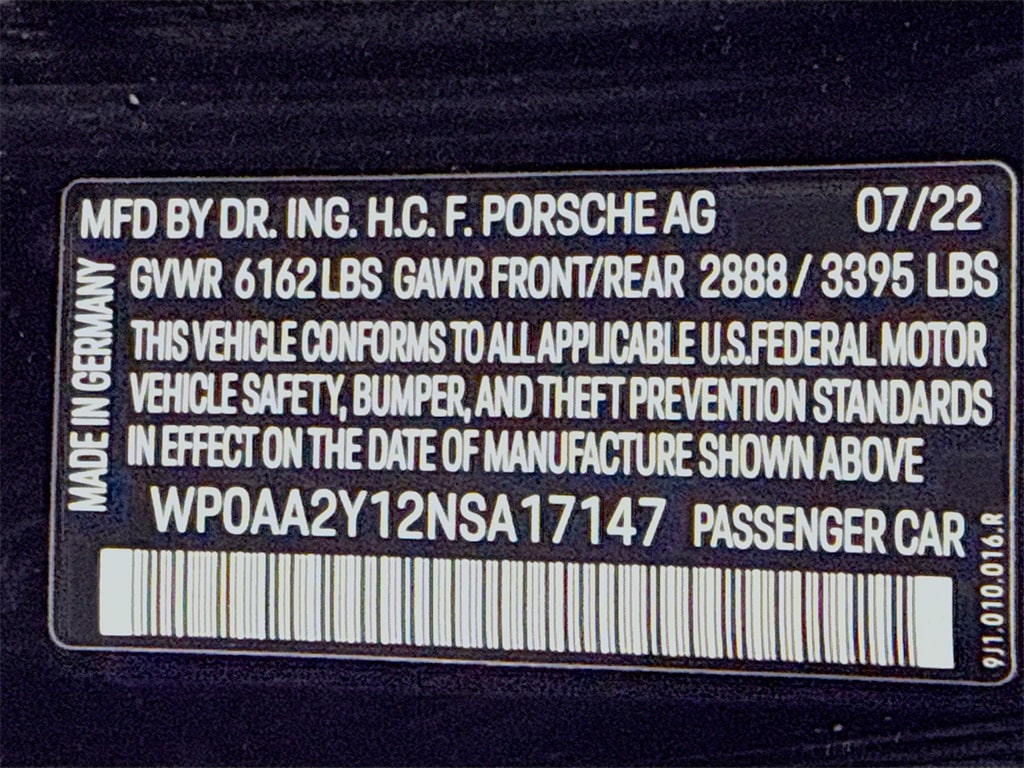 MFD BY DR. ING. H.C. F. PORSCHE AG 07/22
GVWR 6162 LBS GAWR FRONT/REAR 2888 / 3395 LBS
THIS VEHICLE CONFORMS TO ALL APPLICABLE U.S. FEDERAL MOTOR
VEHICLE SAFETY, BUMPER, AND THEFT PREVENTION STANDARDS
IN EFFECT ON THE DATE OF MANUFACTURE SHOWN ABOVE
WP0AA2Y12NSA17147 PASSENGER CAR
MADE IN GERMANY
9J1.010.016.R